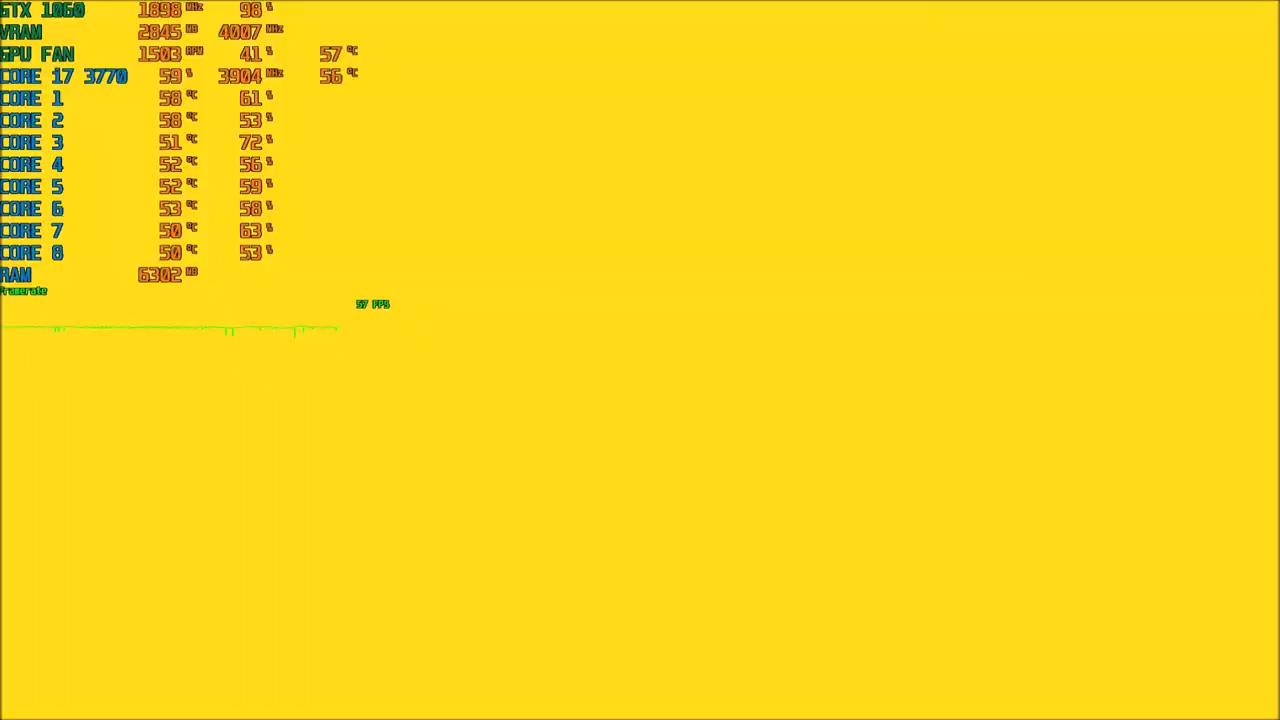 GTX 1060 1898 MHz 98 %
VRAM 2845 MB 4007 MHz
GPU FAN 1503 RPM 41 % 57 °C
CORE i7 3770 59 % 3904 MHz 56 °C
CORE 1 58 °C 61 %
CORE 2 58 °C 53 %
CORE 3 51 °C 72 %
CORE 4 52 °C 56 %
CORE 5 52 °C 59 %
CORE 6 53 °C 58 %
CORE 7 50 °C 63 %
CORE 8 50 °C 53 %
RAM 6302 MB
Framerate
57 FPS